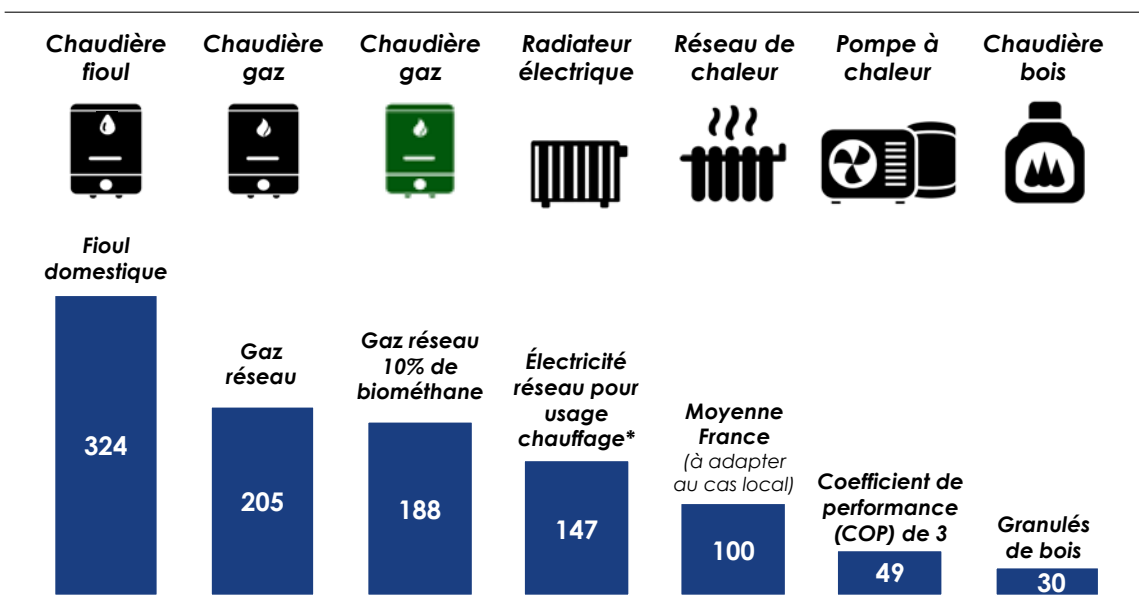 Chaudière
fioul
Chaudière
gaz
Chaudière
gaz
Radiateur
électrique
Réseau de
chaleur
Pompe à
chaleur
Chaudière
bois
Fioul
domestique
324
Gaz
réseau
205
Gaz réseau
10% de
biométhane
188
Électricité
réseau pour
usage
chauffage*
147
Moyenne
France
(à adapter
au cas local)
100
Coefficient de
performance
(COP) de 3
49
Granulés
de bois
30